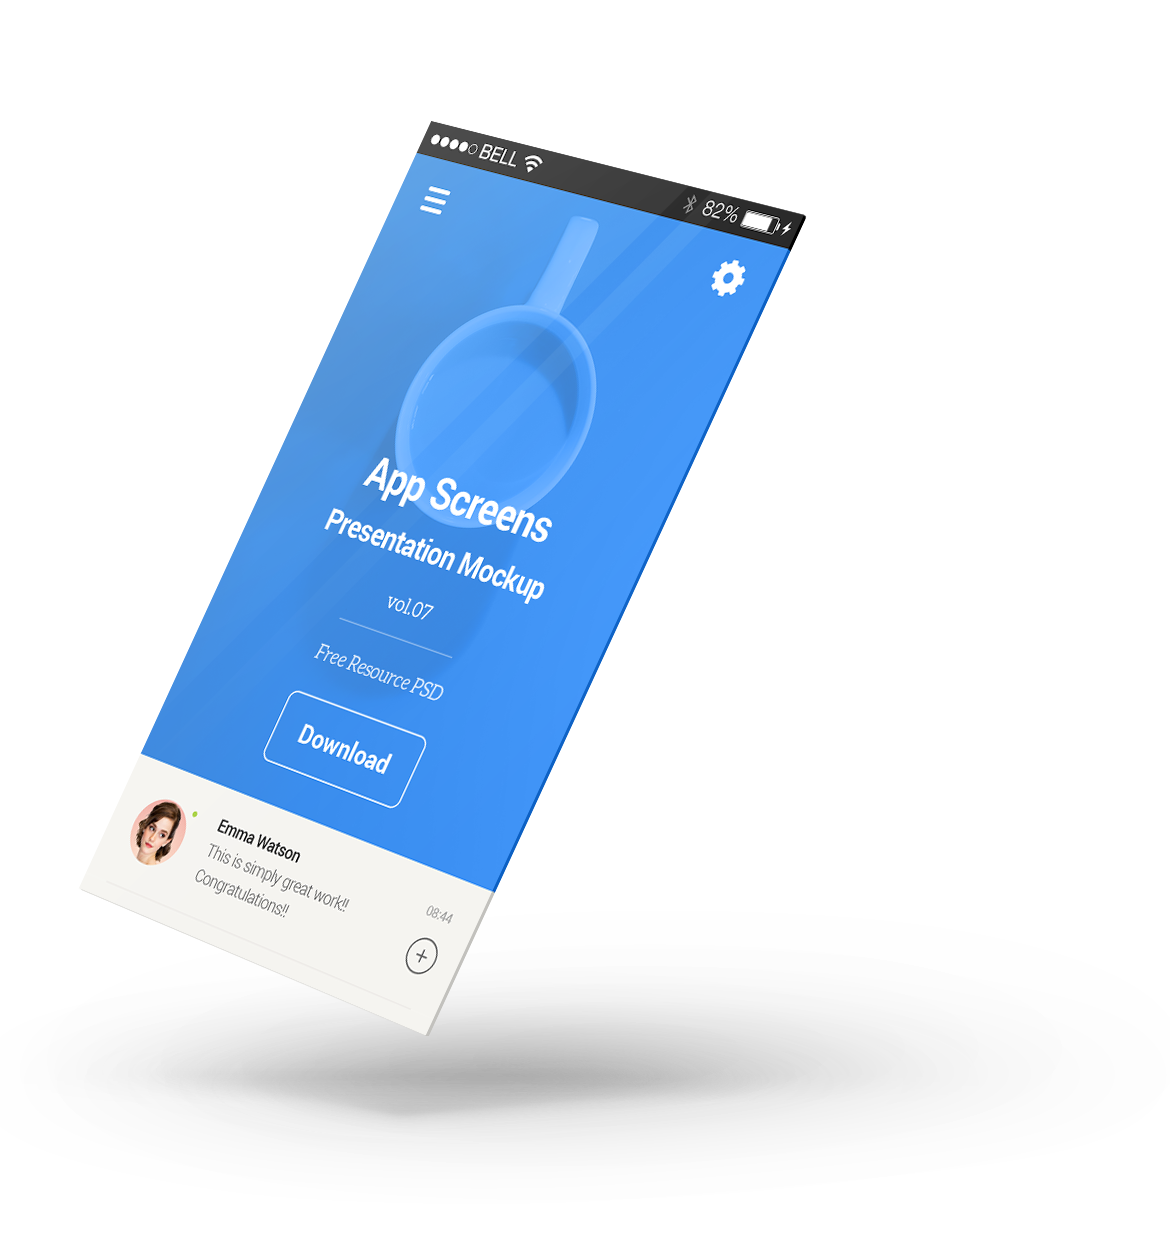 BELL
82%
App Screens
Presentation Mockup
vol.07
Free Resource PSD
Download
Emma Watson
This is simply great work!!
Congratulations!!
08:44